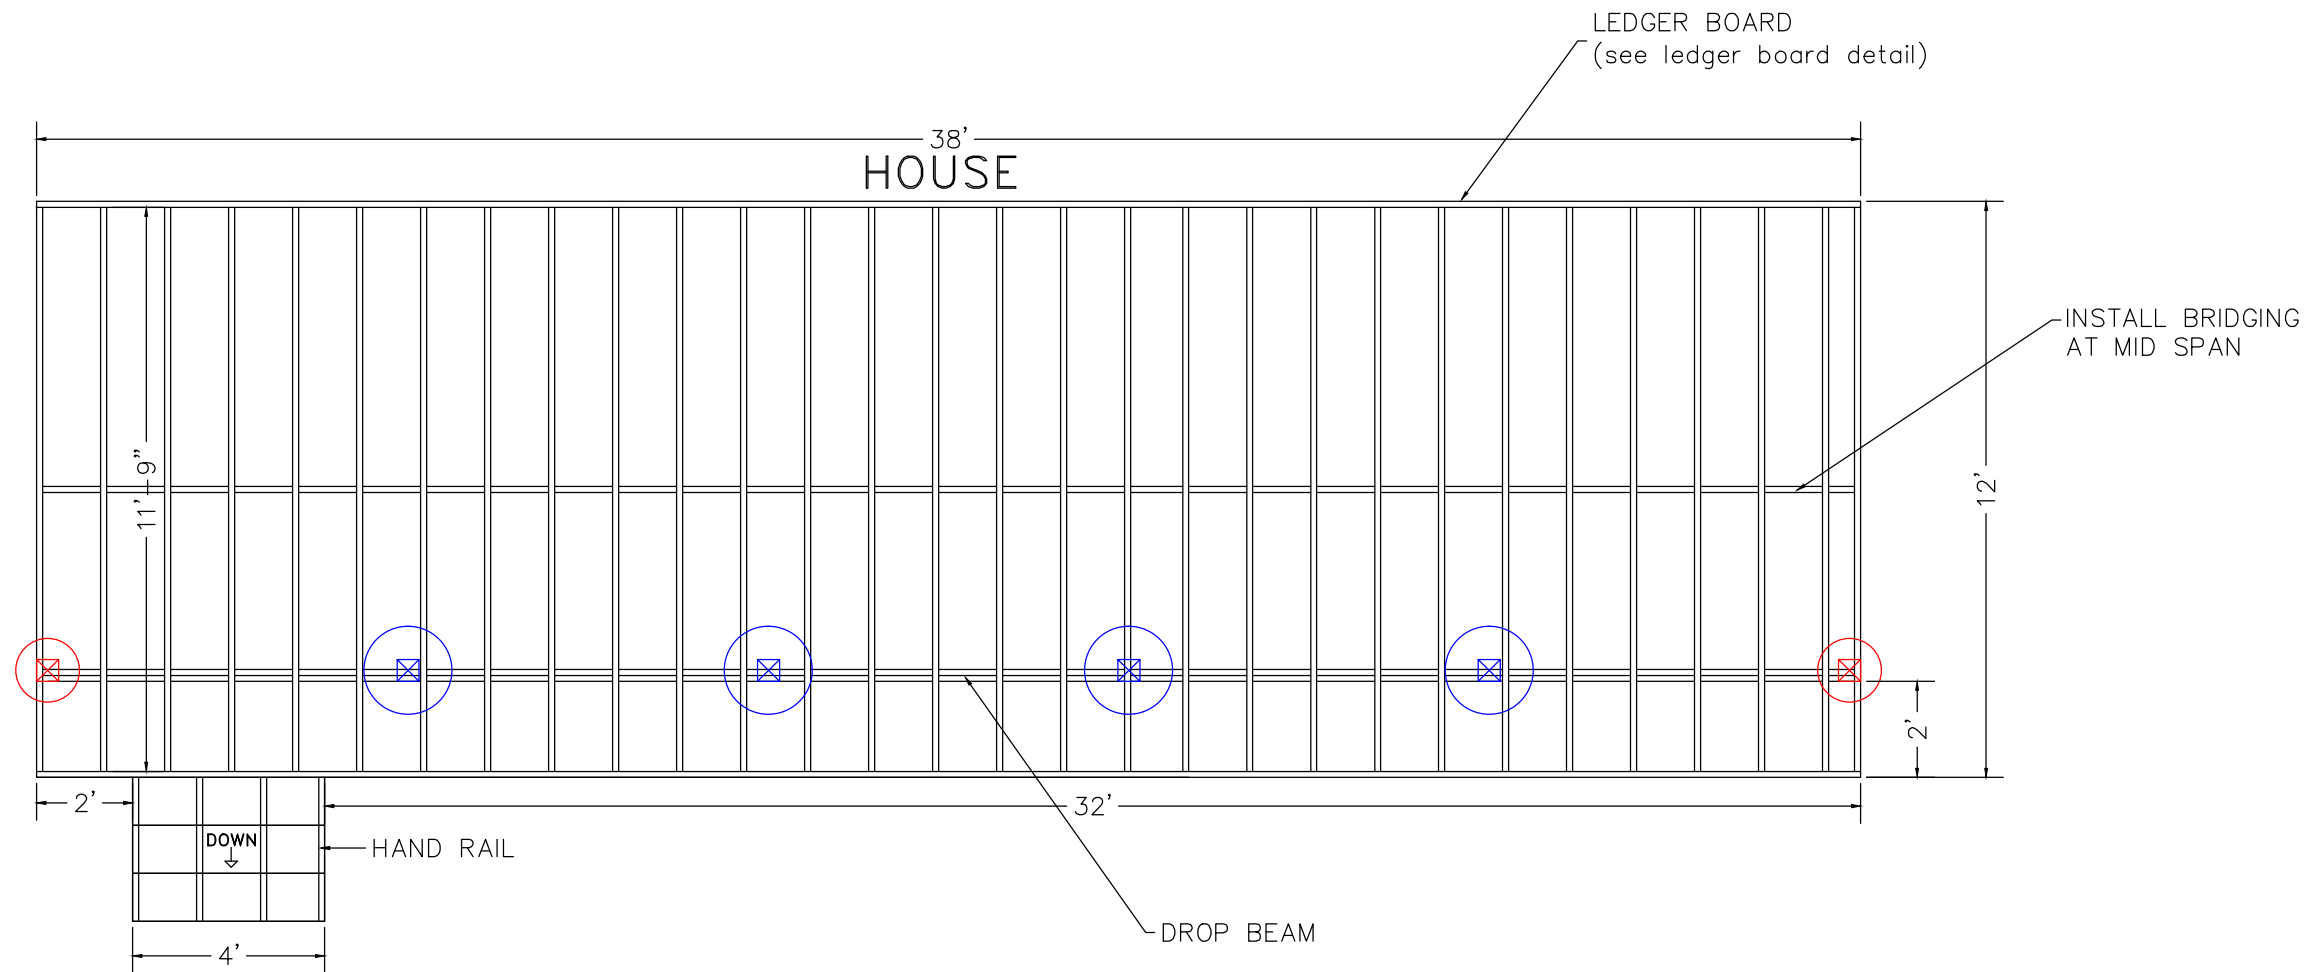 LEDGER BOARD
(see ledger board detail)
38'
HOUSE
INSTALL BRIDGING
AT MID SPAN
11'-9"
12'
2'
2'
32'
DOWN
HAND RAIL
DROP BEAM
4'